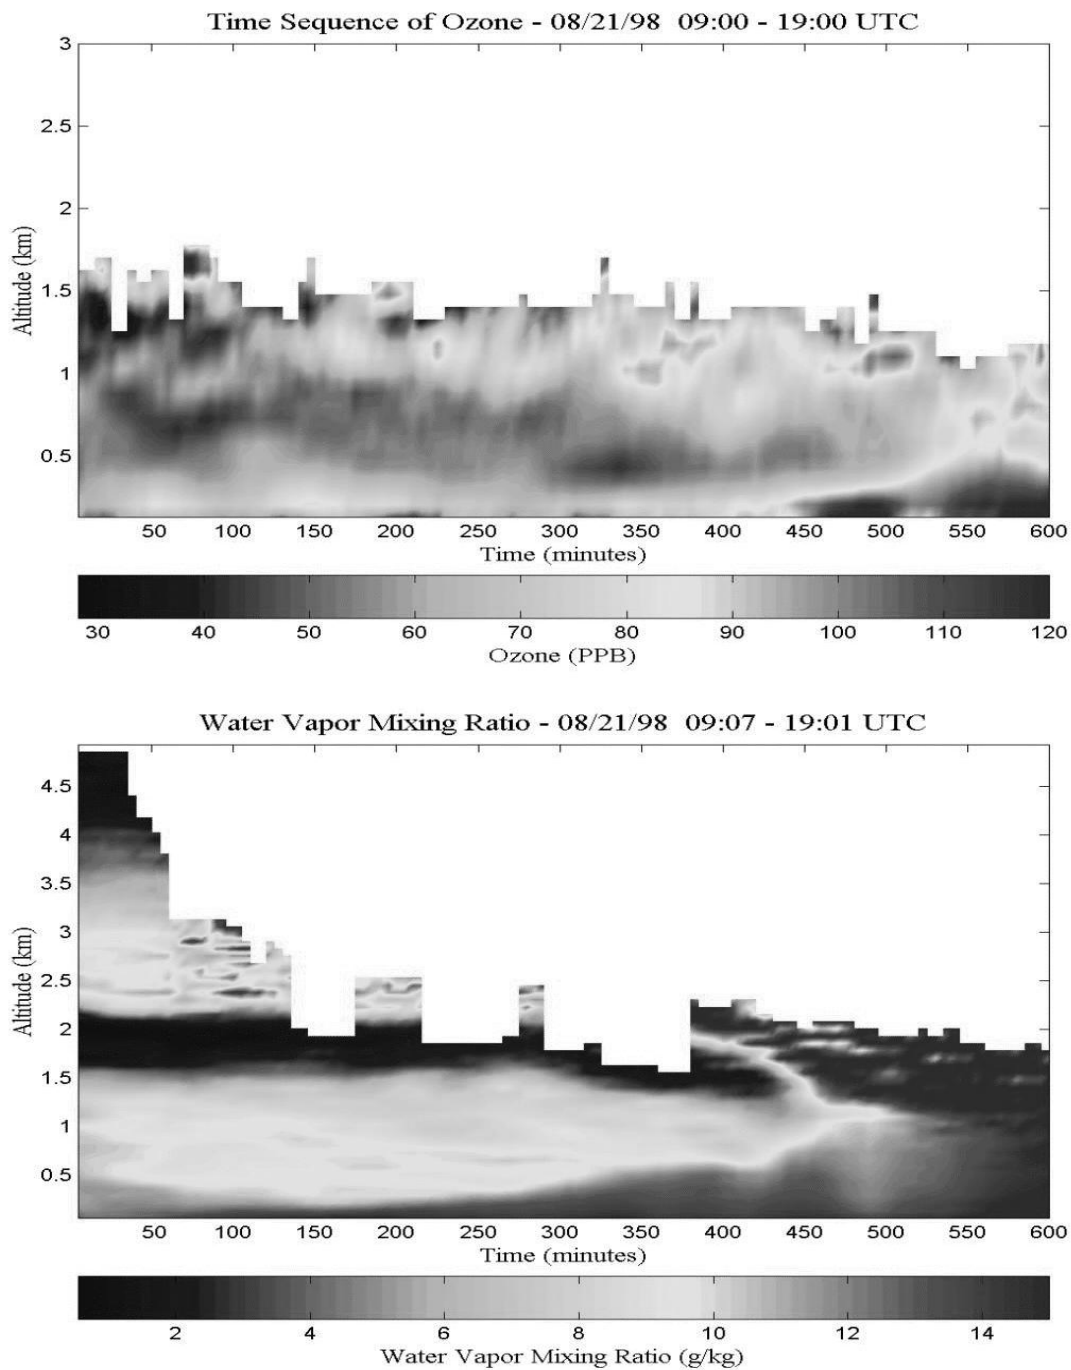 Time Sequence of Ozone - 08/21/98 09:00 - 19:00 UTC
3
2.5
2
1.5
1
0.5
Altitude (km)
50 100 150 200 250 300 350 400 450 500 550 600
Time (minutes)
30 40 50 60 70 80 90 100 110 120
Ozone (PPB)
Water Vapor Mixing Ratio - 08/21/98 09:07 - 19:01 UTC
4.5
4
3.5
3
2.5
2
1.5
1
0.5
Altitude (km)
50 100 150 200 250 300 350 400 450 500 550 600
Time (minutes)
2 4 6 8 10 12 14
Water Vapor Mixing Ratio (g/kg)